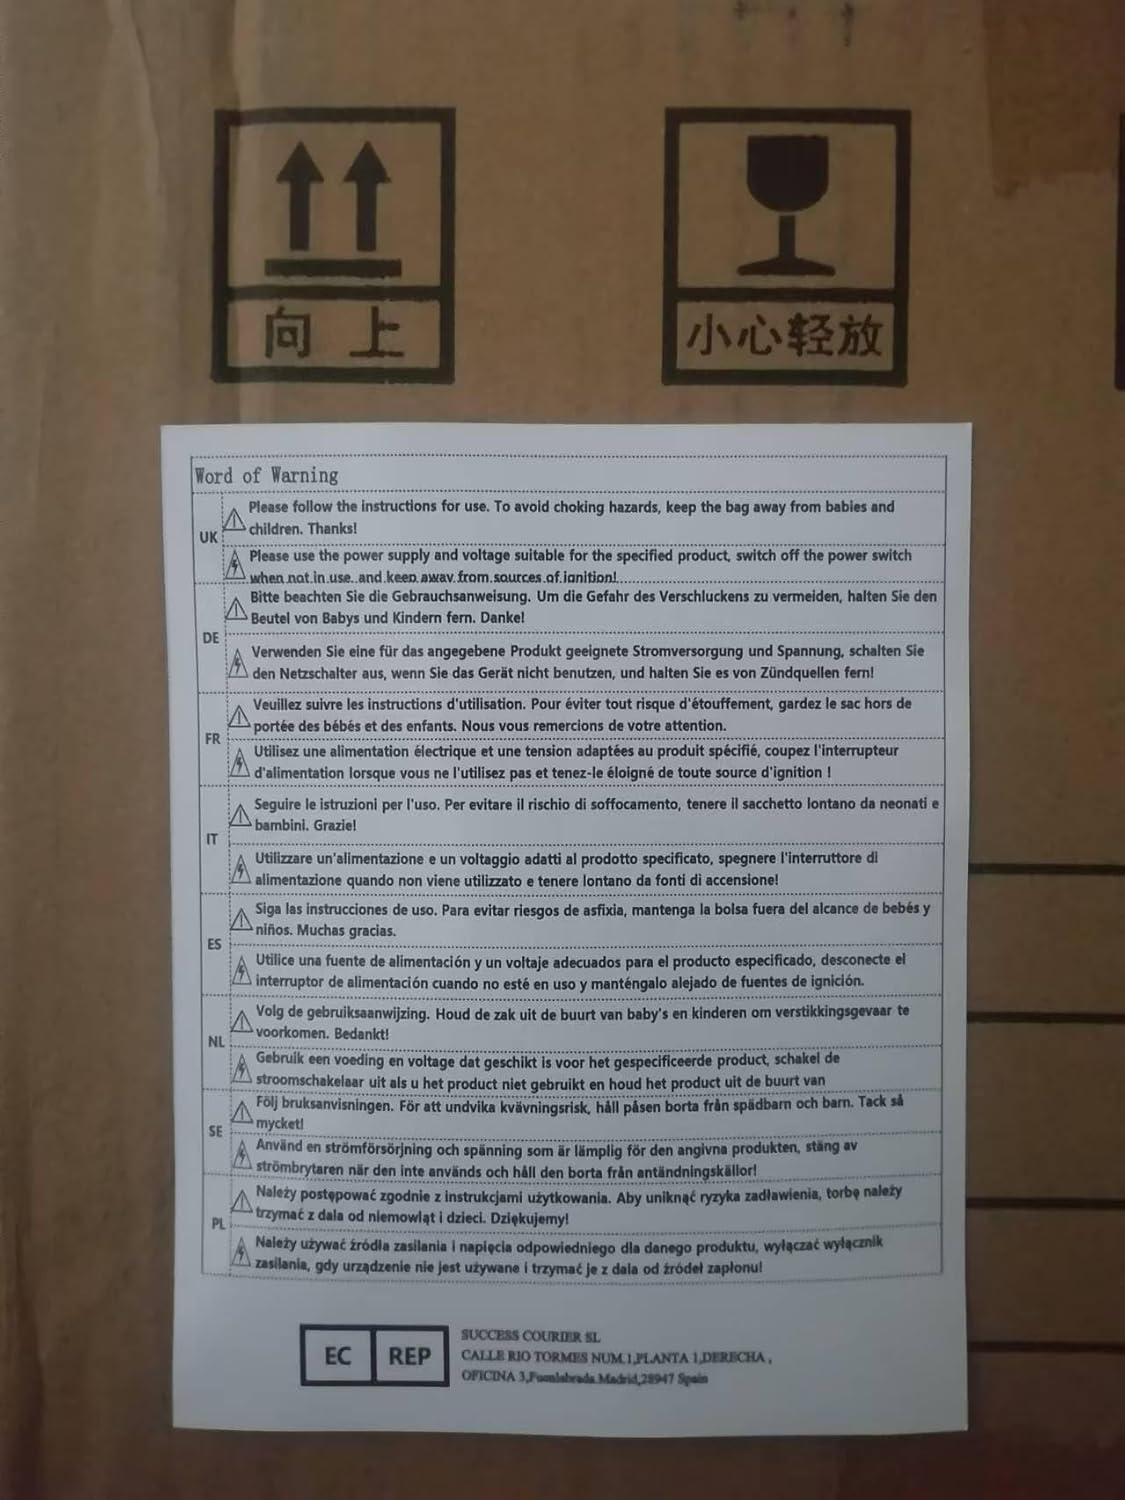 向 上
小心轻放
Word of Warning
UK
Please follow the instructions for use. To avoid choking hazards, keep the bag away from babies and
children. Thanks!
Please use the power supply and voltage suitable for the specified product, switch off the power switch
when not in use, and keep away from sources of ignition!
DE
Bitte beachten Sie die Gebrauchsanweisung. Um die Gefahr des Verschluckens zu vermeiden, halten Sie den
Beutel von Babys und Kindern fern. Danke!
Verwenden Sie eine für das angegebene Produkt geeignete Stromversorgung und Spannung, schalten Sie
den Netzschalter aus, wenn Sie das Gerät nicht benutzen, und halten Sie es von Zündquellen fern!
FR
Veuillez suivre les instructions d'utilisation. Pour éviter tout risque d'étouffement, gardez le sac hors de
portée des bébés et des enfants. Nous vous remercions de votre attention.
Utilisez une alimentation électrique et une tension adaptées au produit spécifié, coupez l'interrupteur
d'alimentation lorsque vous ne l'utilisez pas et tenez-le éloigné de toute source d'ignition !
IT
Seguire le istruzioni per l'uso. Per evitare il rischio di soffocamento, tenere il sacchetto lontano da neonati e
bambini. Grazie!
Utilizzare un'alimentazione e un voltaggio adatti al prodotto specificato, spegnere l'interruttore di
alimentazione quando non viene utilizzato e tenere lontano da fonti di accensione!
ES
Siga las instrucciones de uso. Para evitar riesgos de asfixia, mantenga la bolsa fuera del alcance de bebés y
niños. Muchas gracias.
Utilice una fuente de alimentación y un voltaje adecuados para el producto especificado, desconecte el
interruptor de alimentación cuando no esté en uso y manténgalo alejado de fuentes de ignición.
NL
Volg de gebruiksaanwijzing. Houd de zak uit de buurt van baby's en kinderen om verstikkingsgevaar te
voorkomen. Bedankt!
Gebruik een voeding en voltage dat geschikt is voor het gespecificeerde product, schakel de
stroomschakelaar uit als u het product niet gebruikt en houd het product uit de buurt van
SE
Följ bruksanvisningen. För att undvika kvävningsrisk, håll påsen borta från spädbarn och barn. Tack så
mycket!
Använd en strömförsörjning och spänning som är lämplig för den angivna produkten, stäng av
strömbrytaren när den inte används och håll den borta från antändningskällor!
PL
Należy postępować zgodnie z instrukcjami użytkowania. Aby uniknąć ryzyka zadławienia, torbę należy
trzymać z dala od niemowląt i dzieci. Dziękujemy!
Należy używać źródła zasilania i napięcia odpowiedniego dla danego produktu, wyłączać wyłącznik
zasilania, gdy urządzenie nie jest używane i trzymać je z dala od źródeł zapłonu!
EC REP
SUCCESS COURIER SL
CALLE RIO TORMES NUM.1,PLANTA 1,DERECHA ,
OFICINA 3,Fuenlabrada Madrid,28947 Spain